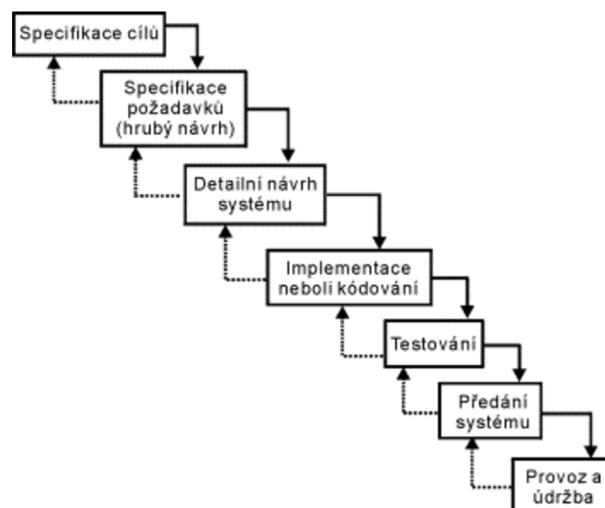 Specifikace cílů
Specifikace
požadavků
(hrubý návrh)
Detailní návrh
systému
Implementace
neboli kódování
Testování
Předání
systému
Provoz a
údržba